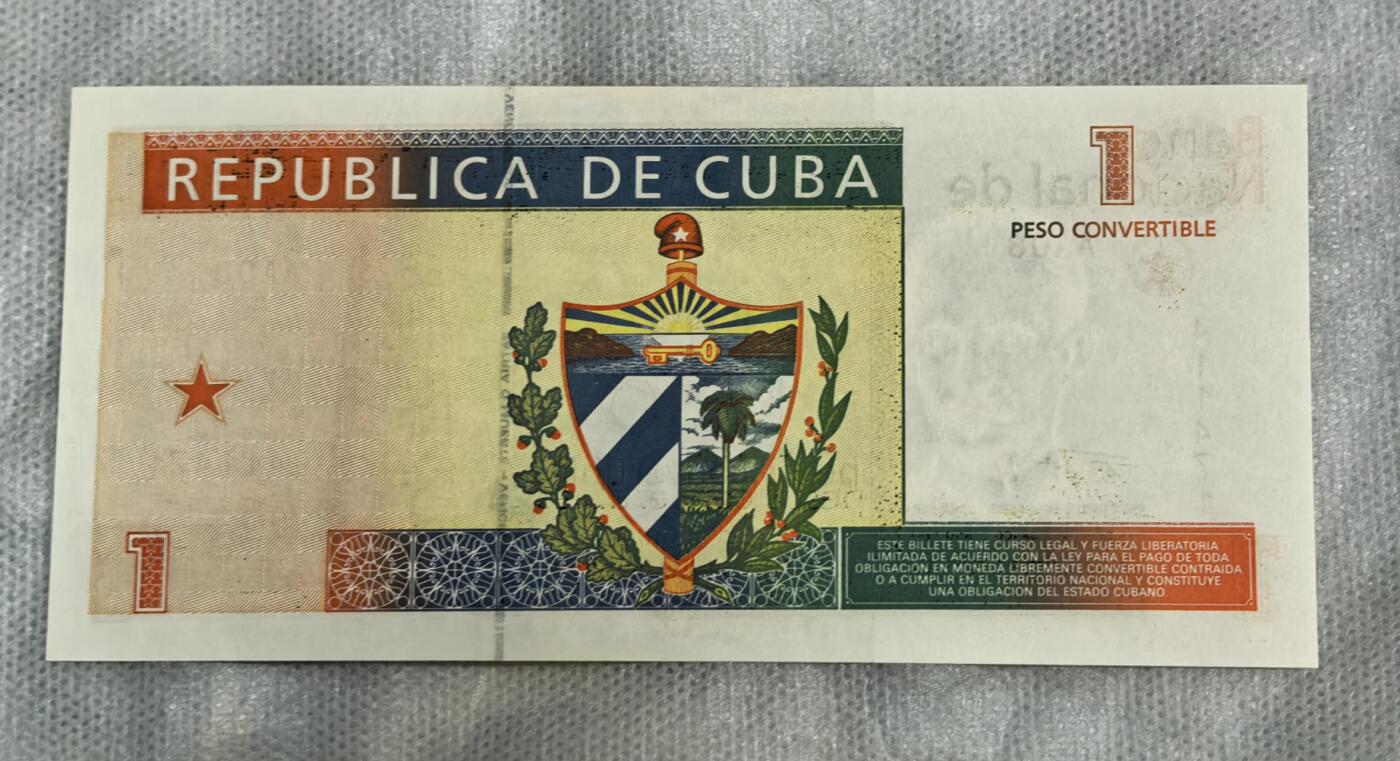 REPUBLICA DE CUBA
1
PESO CONVERTIBLE
1
ESTE BILLETE TIENE CURSO LEGAL Y FUERZA LIBERATORIA
ILIMITADA DE ACUERDO CON LA LEY PARA EL PAGO DE TODA
OBLIGACION EN MONEDA LIBREMENTE CONVERTIBLE CONTRAIDA
O A CUMPLIR EN EL TERRITORIO NACIONAL Y CONSTITUYE
UNA OBLIGACION DEL ESTADO CUBANO.